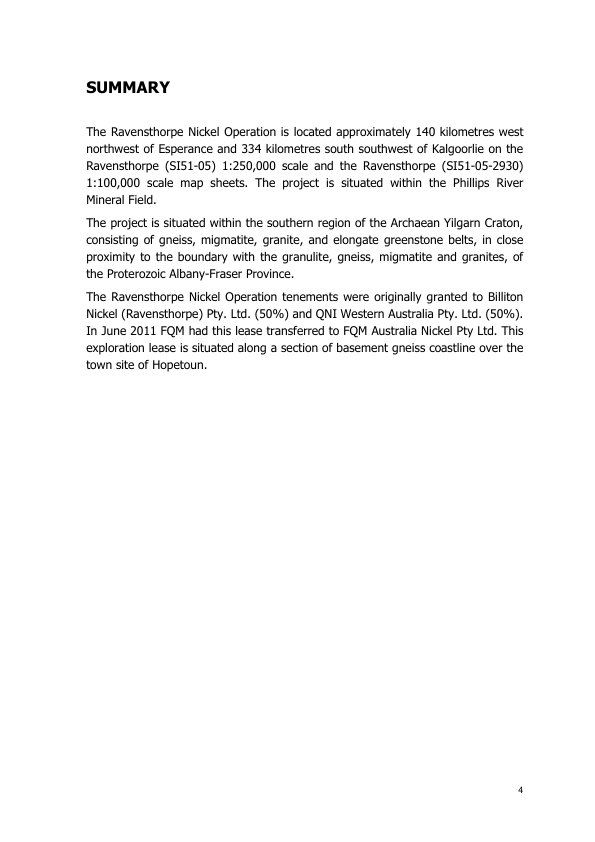 SUMMARY
The Ravensthorpe Nickel Operation is located approximately 140 kilometres west
northwest of Esperance and 334 kilometres south southwest of Kalgoorlie on the
Ravensthorpe (SI51-05) 1:250,000 scale and the Ravensthorpe (SI51-05-2930)
1:100,000 scale map sheets. The project is situated within the Phillips River
Mineral Field.
The project is situated within the southern region of the Archaean Yilgarn Craton,
consisting of gneiss, migmatite, granite, and elongate greenstone belts, in close
proximity to the boundary with the granulite, gneiss, migmatite and granites, of
the Proterozoic Albany-Fraser Province.
The Ravensthorpe Nickel Operation tenements were originally granted to Billiton
Nickel (Ravensthorpe) Pty. Ltd. (50%) and QNI Western Australia Pty. Ltd. (50%).
In June 2011 FQM had this lease transferred to FQM Australia Nickel Pty Ltd. This
exploration lease is situated along a section of basement gneiss coastline over the
town site of Hopetoun.
4